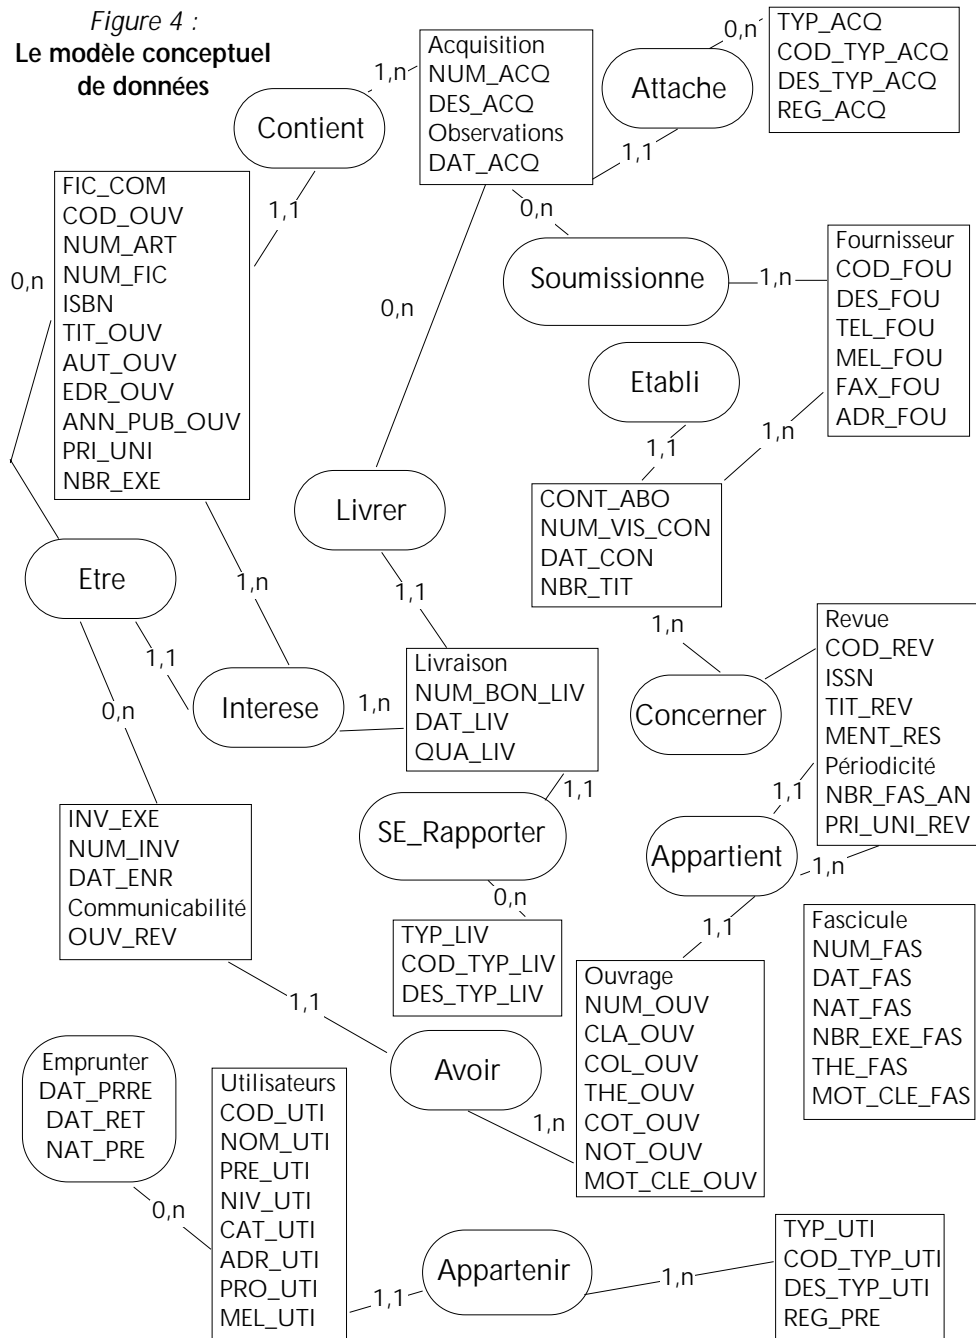 Figure 4 :
Le modèle conceptuel
de données
Acquisition
NUM_ACQ
DES_ACQ
Observations
DAT_ACQ
TYP_ACQ
COD_TYP_ACQ
DES_TYP_ACQ
REG_ACQ
0,n
Attache
1,1
1,n
Contient
1,1
FIC_COM
COD_OUV
NUM_ART
NUM_FIC
ISBN
TIT_OUV
AUT_OUV
EDR_OUV
ANN_PUB_OUV
PRI_UNI
NBR_EXE
0,n
0,n
Soumissionne
1,n
Fournisseur
COD_FOU
DES_FOU
TEL_FOU
MEL_FOU
FAX_FOU
ADR_FOU
0,n
Etabli
1,1
1,n
CONT_ABO
NUM_VIS_CON
DAT_CON
NBR_TIT
Livrer
1,1
Etre
1,n
1,1
0,n
Interese
1,n
Livraison
NUM_BON_LIV
DAT_LIV
QUA_LIV
1,n
Concerner
Revue
COD_REV
ISSN
TIT_REV
MENT_RES
Périodicité
NBR_FAS_AN
PRI_UNI_REV
1,1
1,1
SE_Rapporter
0,n
Appartient
1,n
1,1
INV_EXE
NUM_INV
DAT_ENR
Communicabilité
OUV_REV
TYP_LIV
COD_TYP_LIV
DES_TYP_LIV
Fascicule
NUM_FAS
DAT_FAS
NAT_FAS
NBR_EXE_FAS
THE_FAS
MOT_CLE_FAS
Ouvrage
NUM_OUV
CLA_OUV
COL_OUV
THE_OUV
COT_OUV
NOT_OUV
MOT_CLE_OUV
1,1
Avoir
1,n
Emprunter
DAT_PRRE
DAT_RET
NAT_PRE
0,n
Utilisateurs
COD_UTI
NOM_UTI
PRE_UTI
NIV_UTI
CAT_UTI
ADR_UTI
PRO_UTI
MEL_UTI
1,1
Appartenir
1,n
TYP_UTI
COD_TYP_UTI
DES_TYP_UTI
REG_PRE